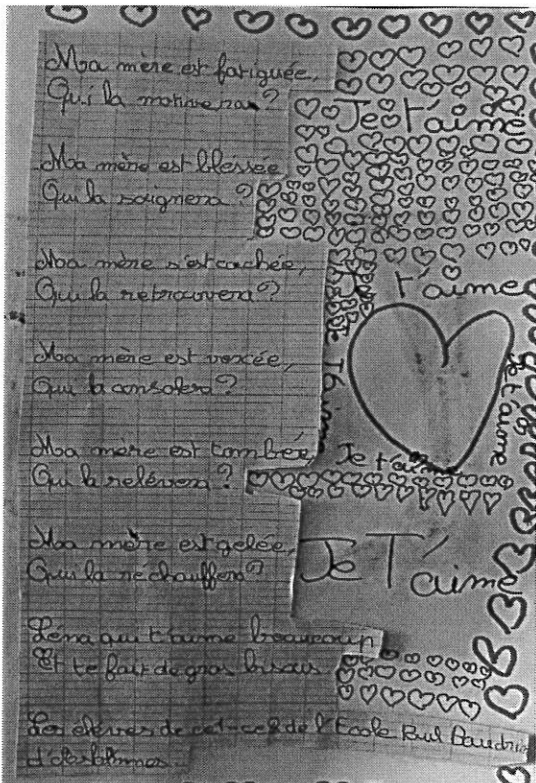 Ma mère est fatiguée,
Qui la motivera ?
Je t'aime
Ma mère est blessée
Qui la soignera ?
Ma mère s'est cachée,
Qui la retrouvera ?
Je t'aime
Je t'aime
Je t'aime
Ma mère est vexée,
Qui la consolera ?
Ma mère est tombée
Qui la relèvera ?
Je t'aime
Ma mère est gelée,
Qui la réchauffera ?
Je T'aime
Léna qui t'aime beaucoup
Et te fait de gros bisous
Les élèves de ce1-ce2 de l'Ecole Paul Baudrin